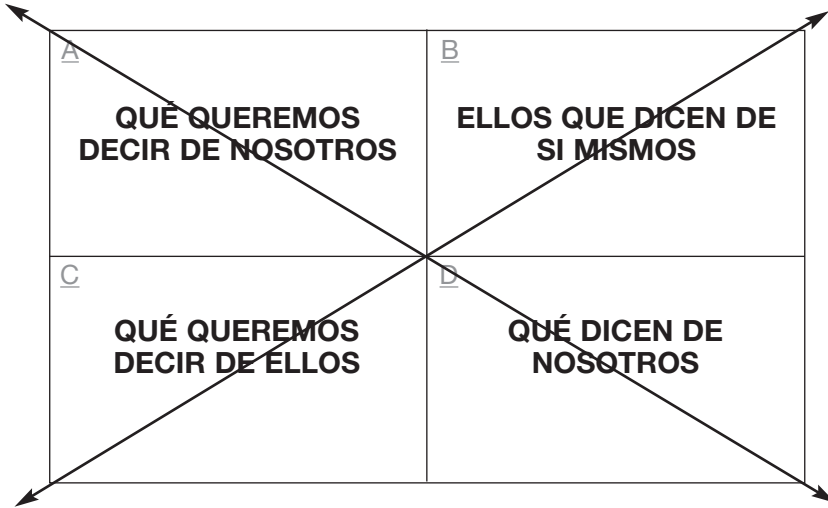 A
QUÉ QUEREMOS
DECIR DE NOSOTROS
B
ELLOS QUE DICEN DE
SI MISMOS
C
QUÉ QUEREMOS
DECIR DE ELLOS
D
QUÉ DICEN DE
NOSOTROS